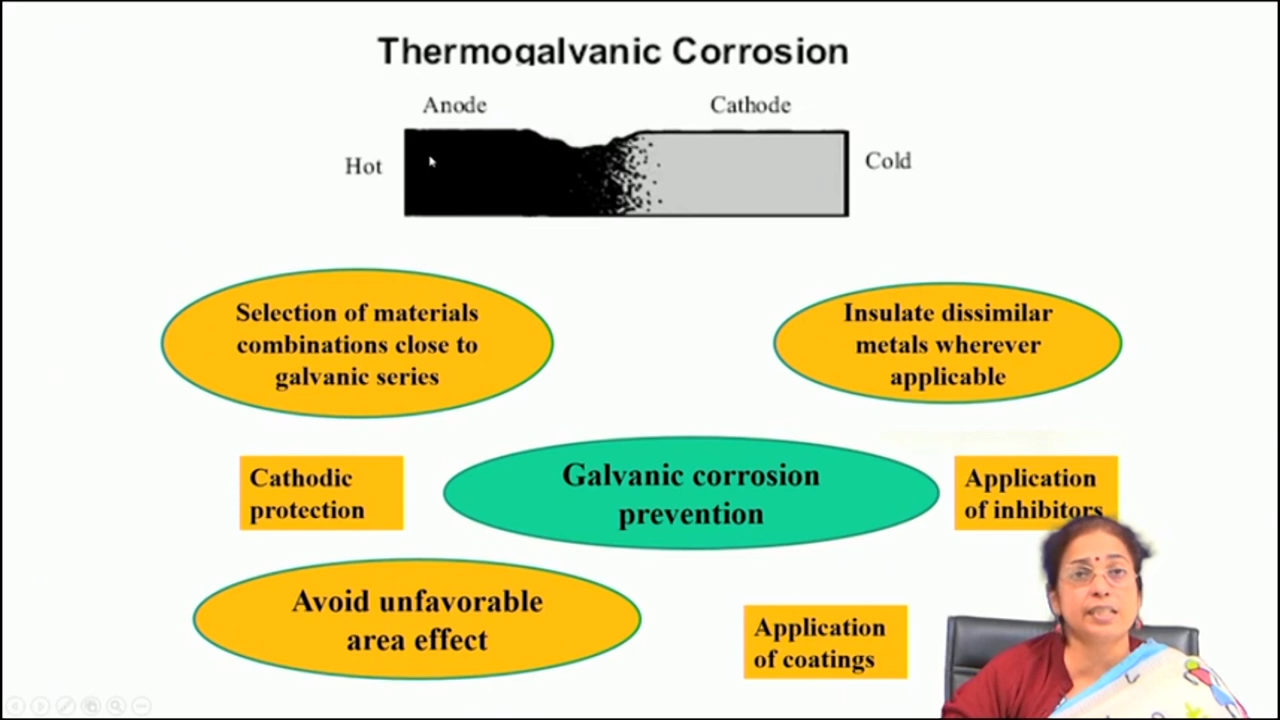 Thermogalvanic Corrosion
Anode
Cathode
Hot
Cold
Selection of materials
combinations close to
galvanic series
Insulate dissimilar
metals wherever
applicable
Cathodic
protection
Galvanic corrosion
prevention
Application
of inhibitors
Avoid unfavorable
area effect
Application
of coatings